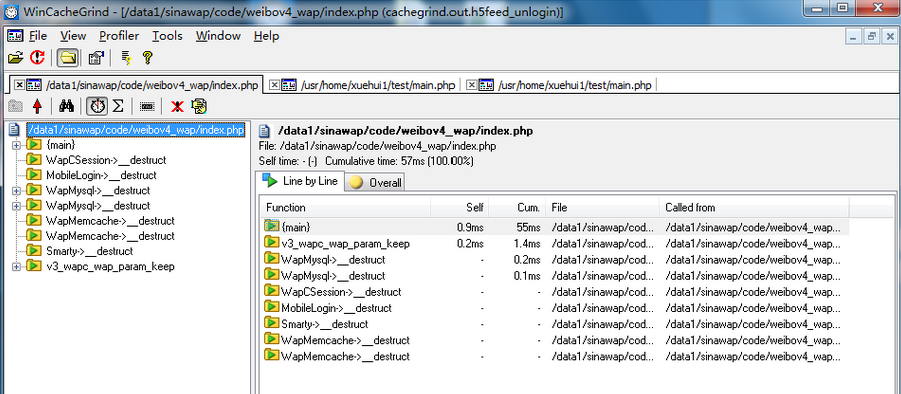 WinCacheGrind - [/data1/sinawap/code/weibov4_wap/index.php (cachegrind.out.h5feed_unlogin)]
File View Profiler Tools Window Help
/data1/sinawap/code/weibov4_wap/index.php /usr/home/xuehui1/test/main.php /usr/home/xuehui1/test/main.php
/data1/sinawap/code/weibov4_wap/index.php
{main}
WapCSession->__destruct
MobileLogin->__destruct
WapMysql->__destruct
WapMysql->__destruct
WapMemcache->__destruct
WapMemcache->__destruct
Smarty->__destruct
v3_wapc_wap_param_keep
/data1/sinawap/code/weibov4_wap/index.php
File: /data1/sinawap/code/weibov4_wap/index.php
Self time: - (-) Cumulative time: 57ms (100.00%)
Line by Line Overall
Function Self Cum. File Called from
{main} 0.9ms 55ms /data1/sinawap/cod... /data1/sinawap/code/weibov4_wap...
v3_wapc_wap_param_keep 0.2ms 1.4ms /data1/sinawap/cod... /data1/sinawap/code/weibov4_wap...
WapMysql->__destruct - 0.2ms /data1/sinawap/cod... /data1/sinawap/code/weibov4_wap...
WapMysql->__destruct - 0.1ms /data1/sinawap/cod... /data1/sinawap/code/weibov4_wap...
WapCSession->__destruct - - /data1/sinawap/cod... /data1/sinawap/code/weibov4_wap...
MobileLogin->__destruct - - /data1/sinawap/cod... /data1/sinawap/code/weibov4_wap...
Smarty->__destruct - - /data1/sinawap/cod... /data1/sinawap/code/weibov4_wap...
WapMemcache->__destruct - - /data1/sinawap/cod... /data1/sinawap/code/weibov4_wap...
WapMemcache->__destruct - - /data1/sinawap/cod... /data1/sinawap/code/weibov4_wap...